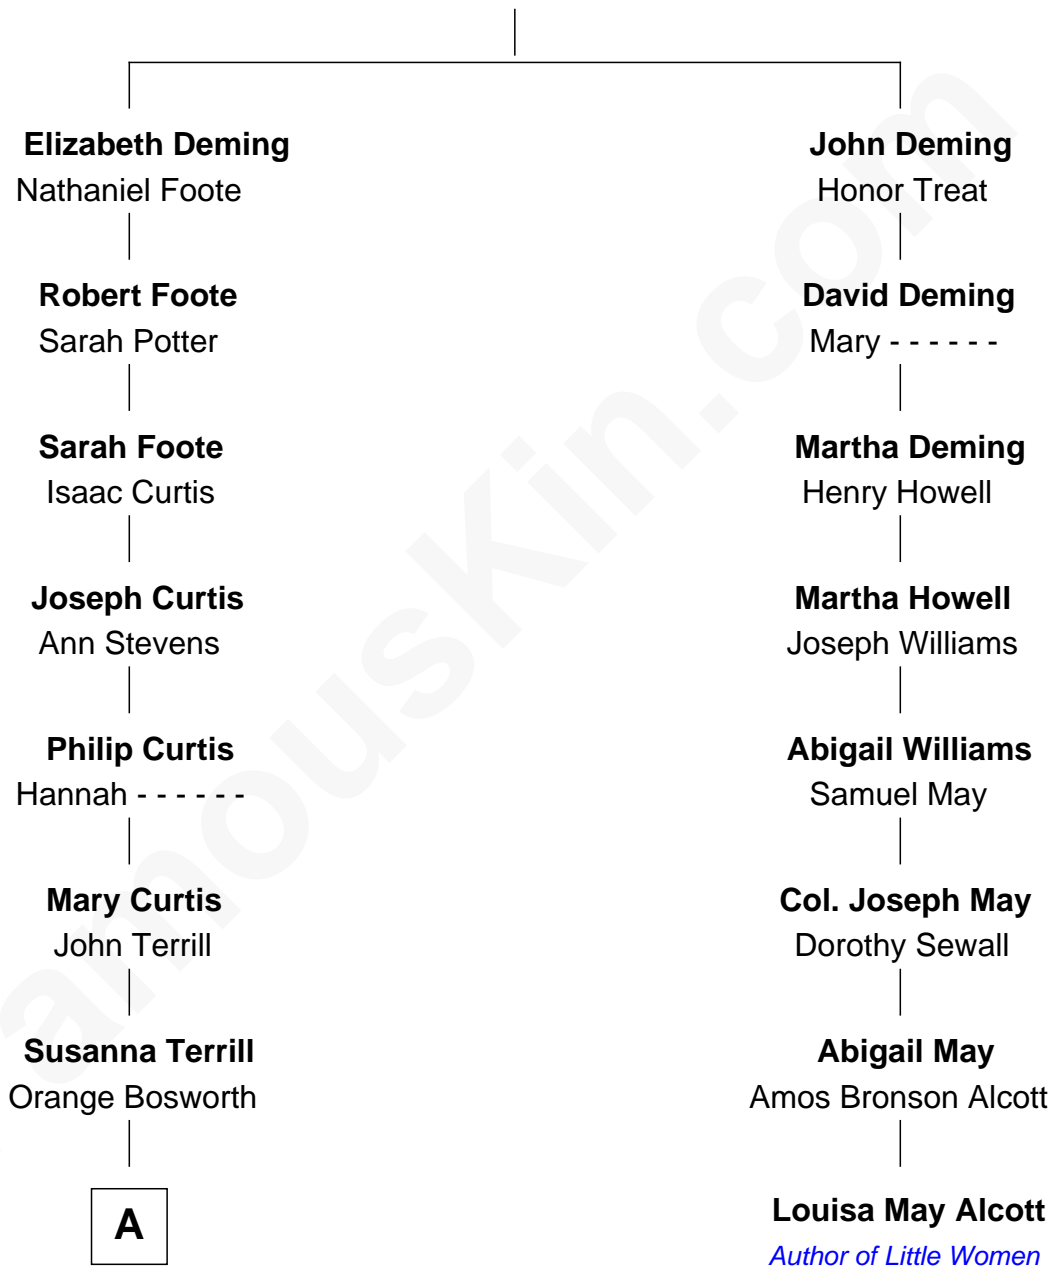 Elizabeth Deming
Nathaniel Foote
John Deming
Honor Treat
Robert Foote
Sarah Potter
David Deming
Mary - - - - - -
Sarah Foote
Isaac Curtis
Martha Deming
Henry Howell
Joseph Curtis
Ann Stevens
Martha Howell
Joseph Williams
Philip Curtis
Hannah - - - - - -
Abigail Williams
Samuel May
Mary Curtis
John Terrill
Col. Joseph May
Dorothy Sewall
Susanna Terrill
Orange Bosworth
Abigail May
Amos Bronson Alcott
A
Louisa May Alcott
Author of Little Women
amouskin.com